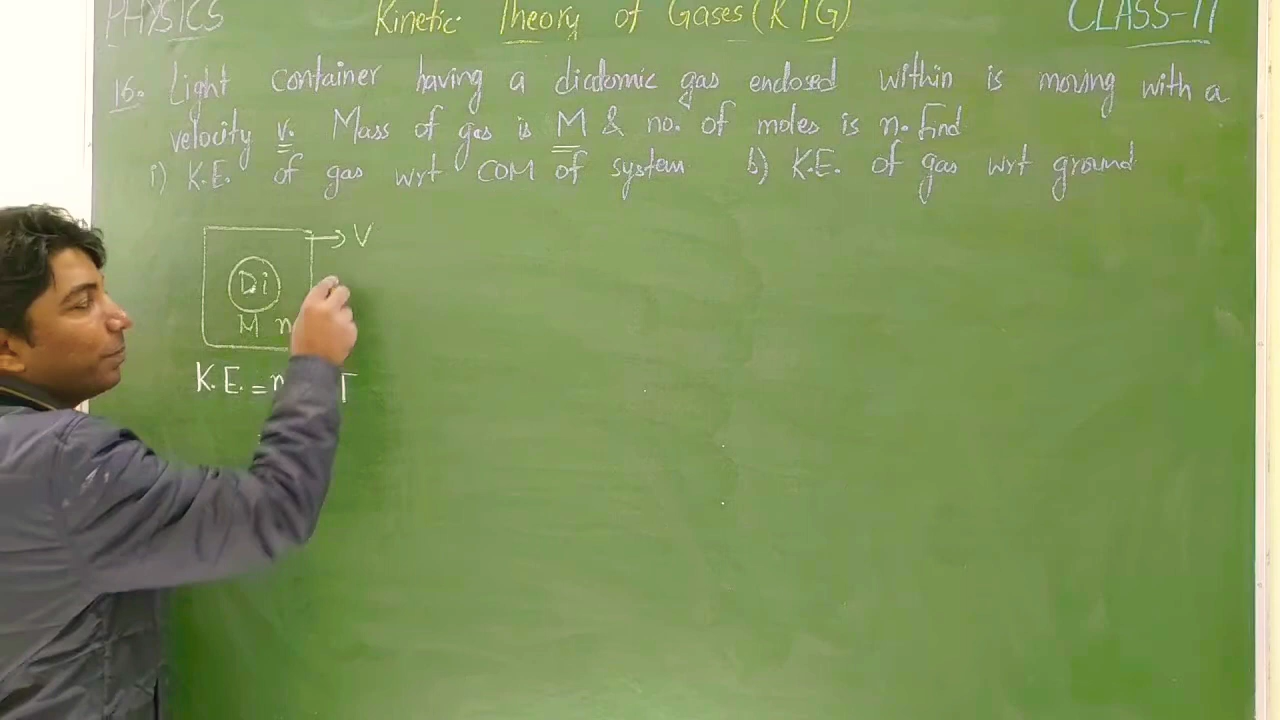 PHYSICS Kinetic Theory of Gases (KTG) CLASS-11
16. Light container having a diatomic gas enclosed within is moving with a
velocity v. Mass of gas is M & no. of moles is n. Find
i) K.E. of gas wrt COM of system b) K.E. of gas wrt ground
V
Di
M n
K.E. = n T